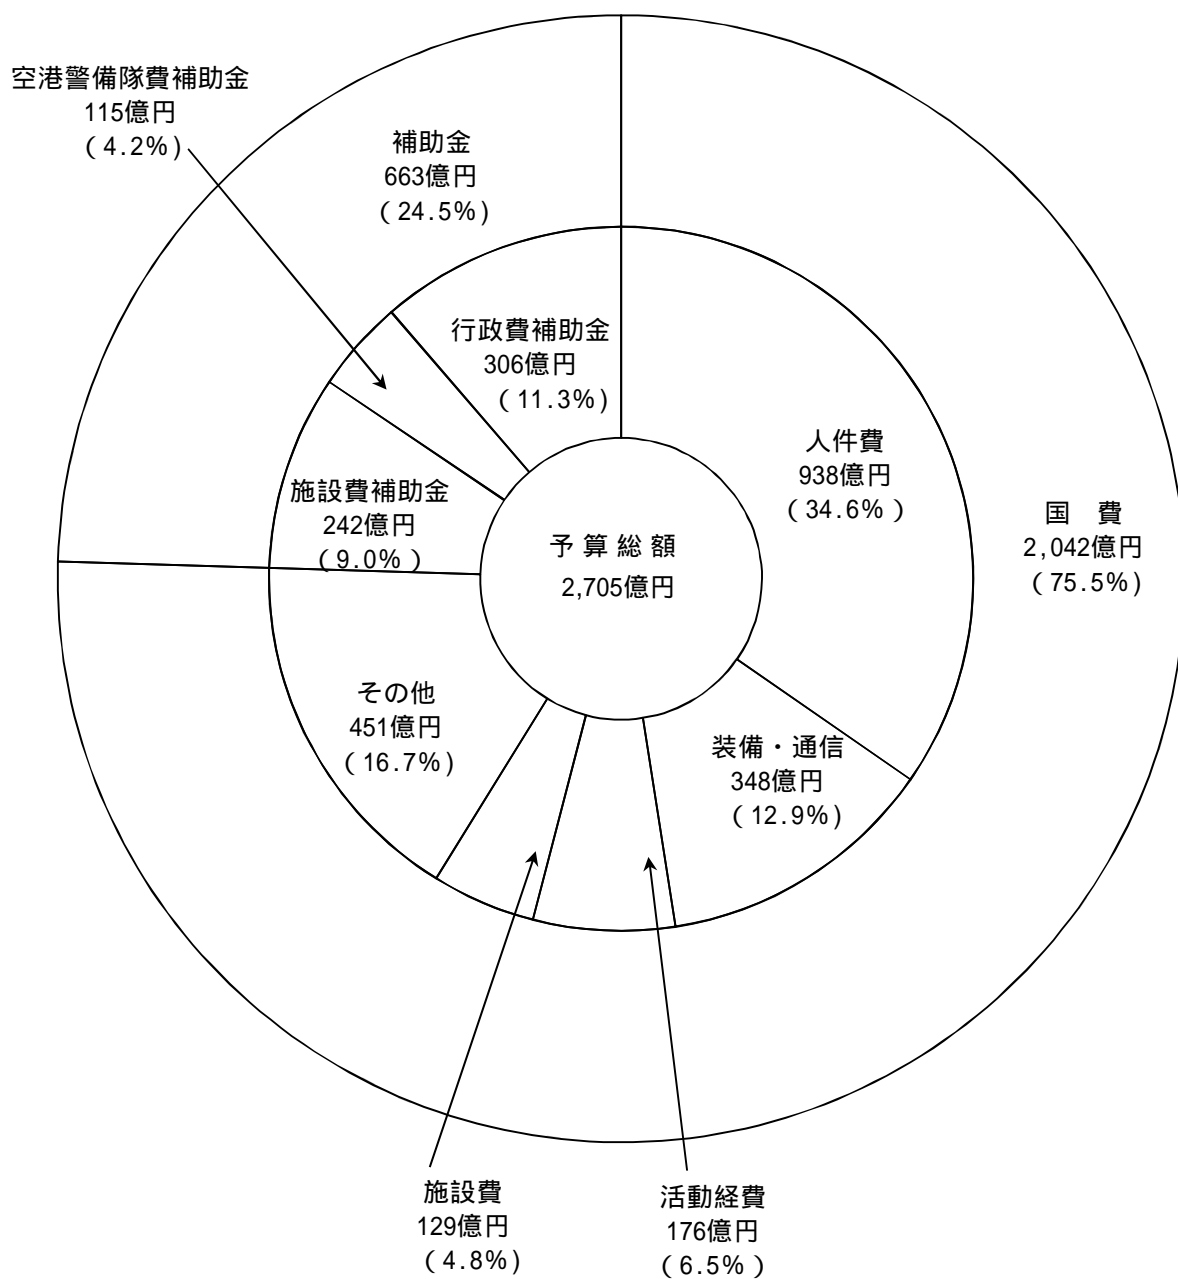 空港警備隊費補助金
115億円
(4.2%)
補助金
663億円
(24.5%)
行政費補助金
306億円
(11.3%)
人件費
938億円
(34.6%)
国　費
2,042億円
(75.5%)
施設費補助金
242億円
(9.0%)
予 算 総 額
2,705億円
その他
451億円
(16.7%)
装備・通信
348億円
(12.9%)
施設費
129億円
(4.8%)
活動経費
176億円
(6.5%)